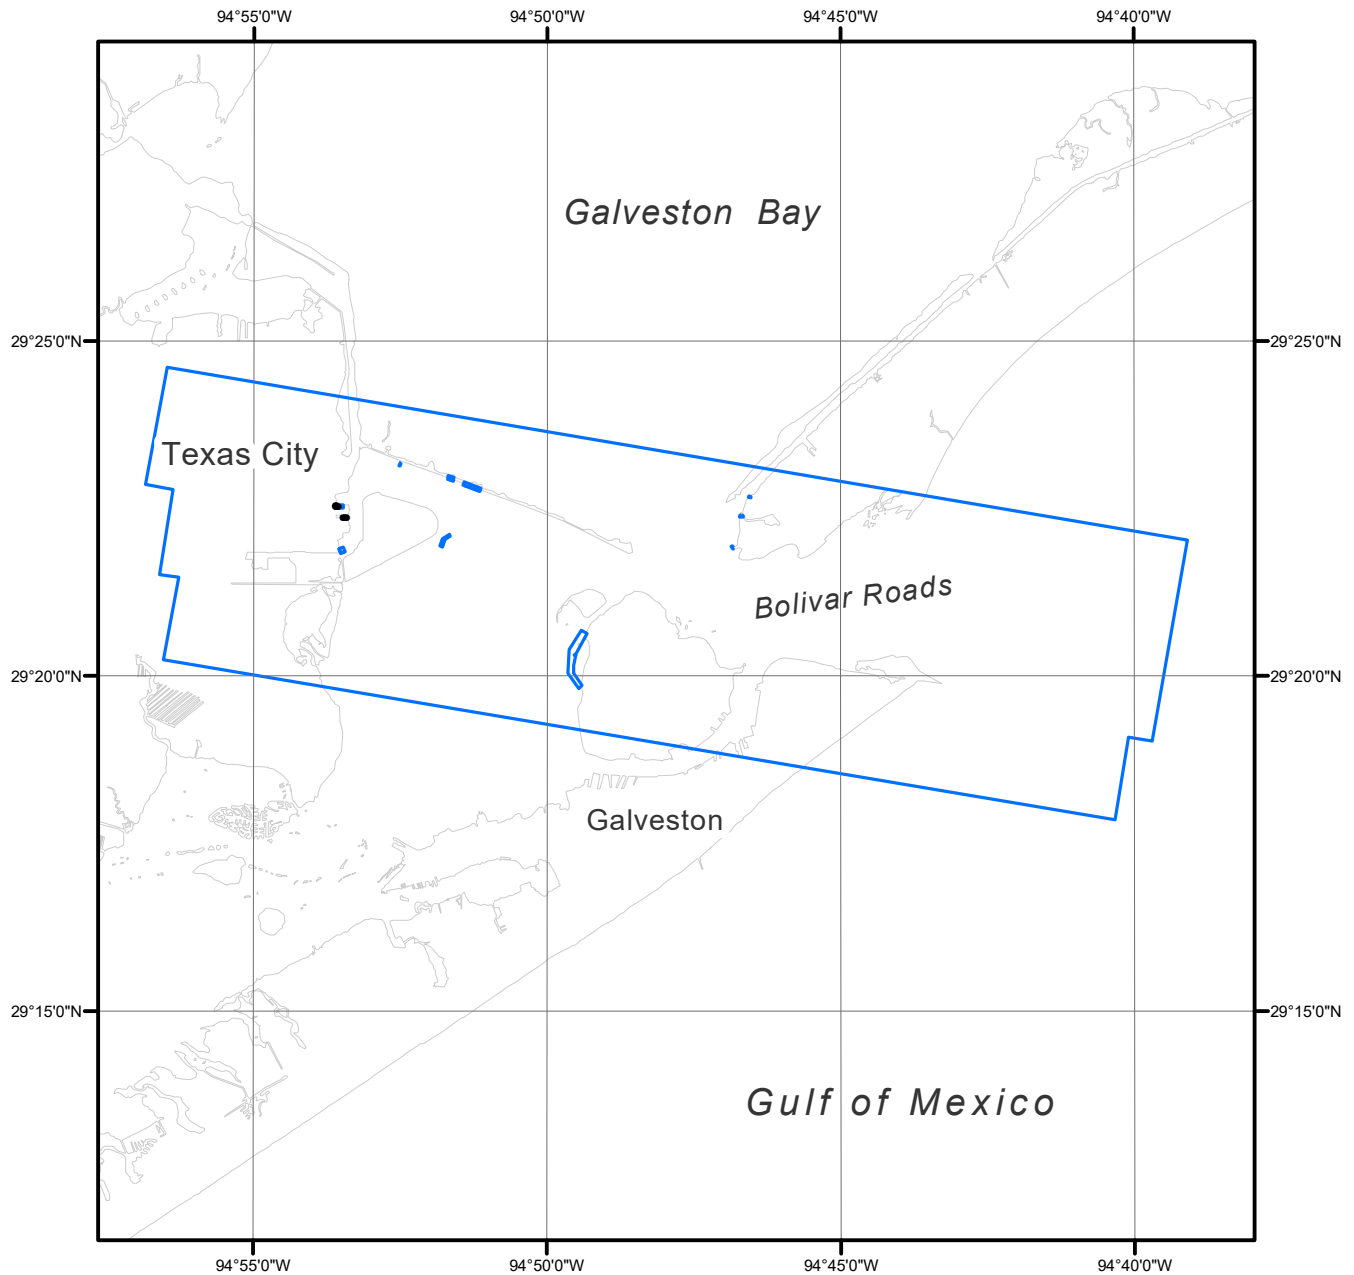 94°55'0"W 94°50'0"W 94°45'0"W 94°40'0"W
Galveston Bay
29°25'0"N 29°25'0"N
Texas City
Bolivar Roads
29°20'0"N 29°20'0"N
Galveston
29°15'0"N 29°15'0"N
Gulf of Mexico
94°55'0"W 94°50'0"W 94°45'0"W 94°40'0"W